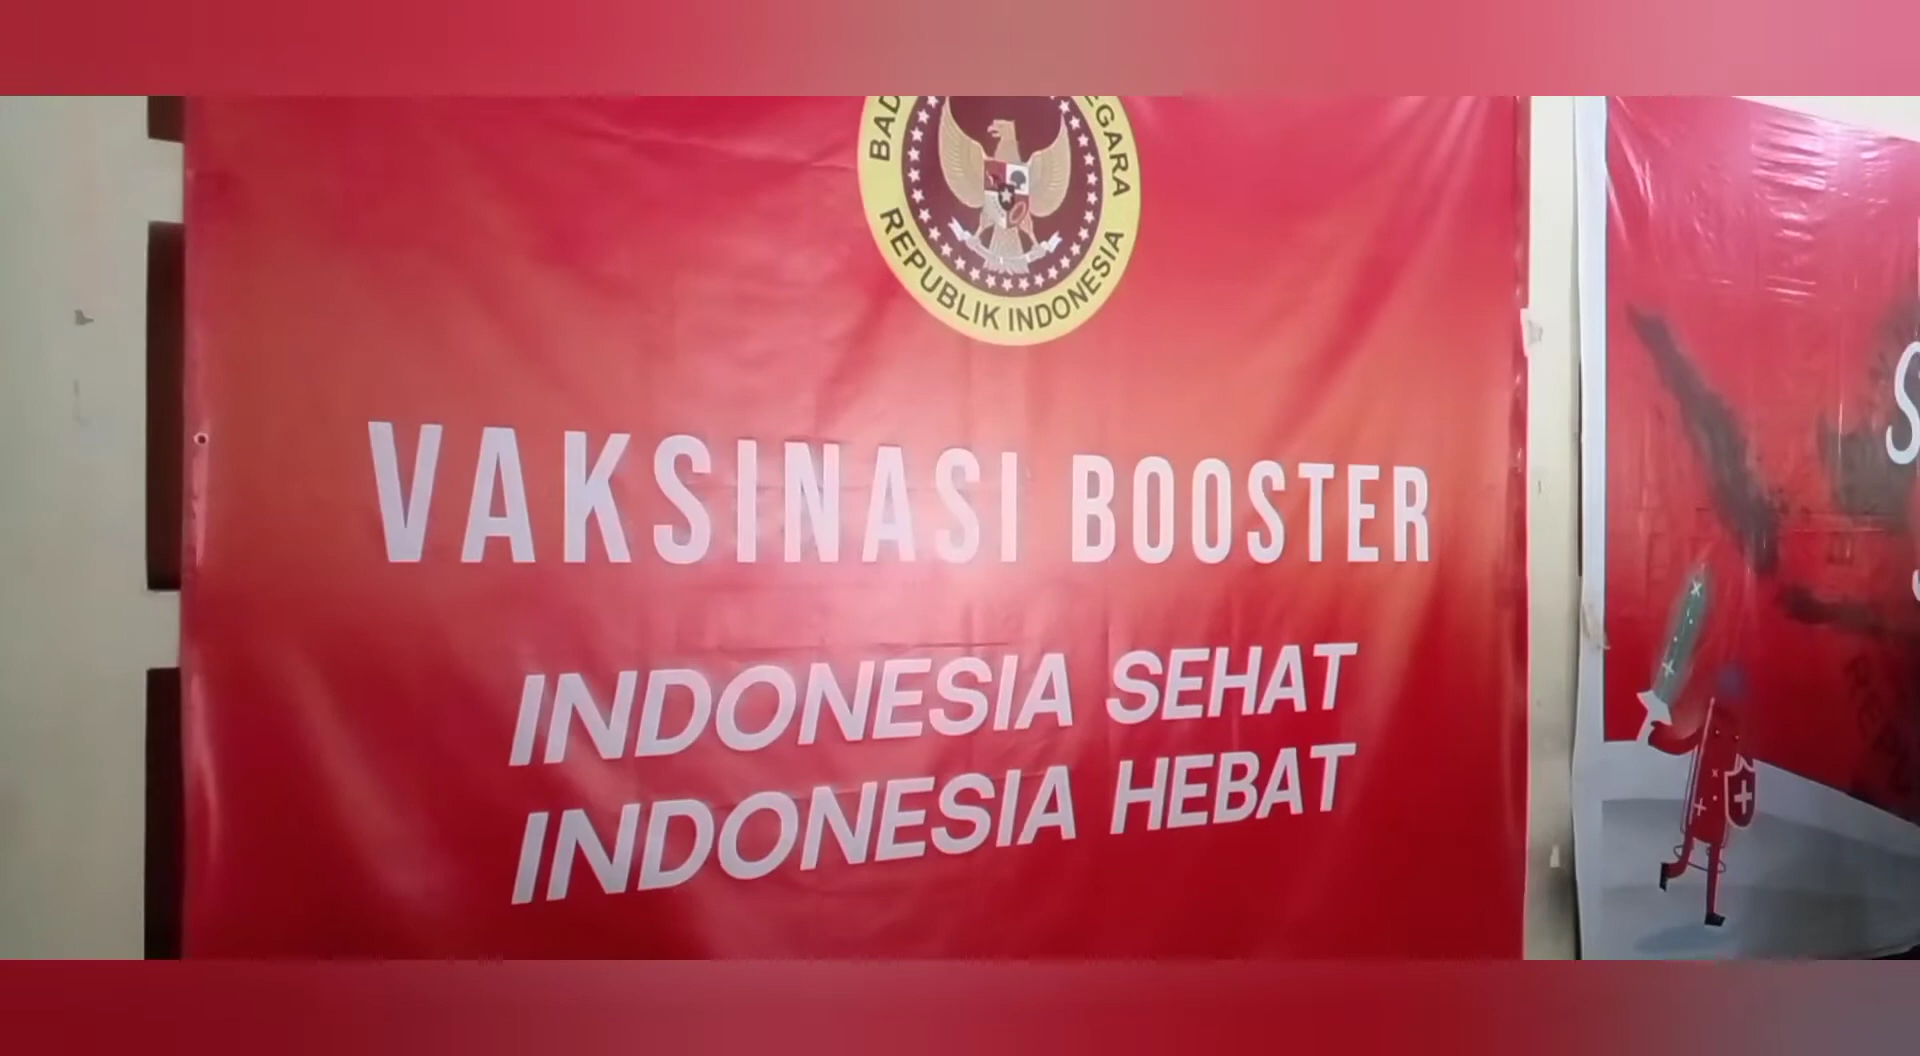 REPUBLIK INDONESIA
VAKSINASI BOOSTER
INDONESIA SEHAT
INDONESIA HEBAT